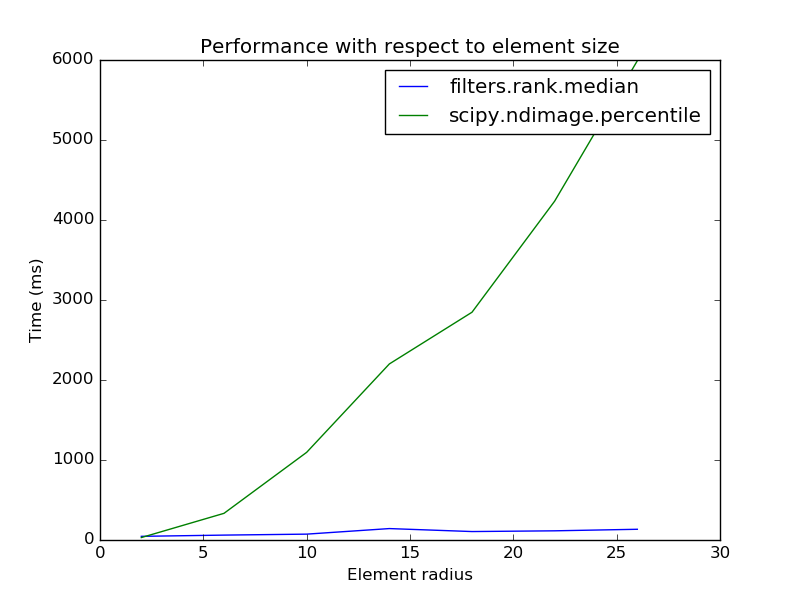 Performance with respect to element size
6000
5000
4000
3000
2000
1000
0
Time (ms)
filters.rank.median
scipy.ndimage.percentile
0 5 10 15 20 25 30
Element radius